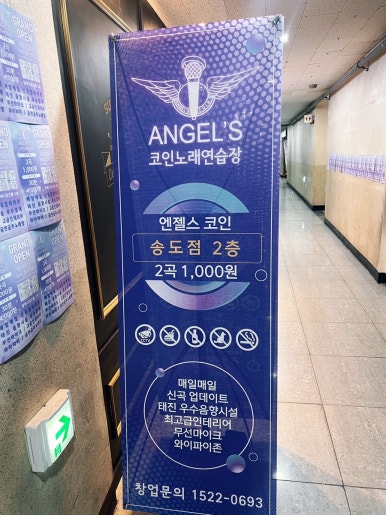 ANGEL'S
코인노래연습장
엔젤스 코인
송도점 2층
2곡 1,000원
CCTV
매일매일
신곡 업데이트
태진 우수음향시설
최고급인테리어
무선마이크
와이파이존
창업문의 1522-0693
GRAND
OPEN